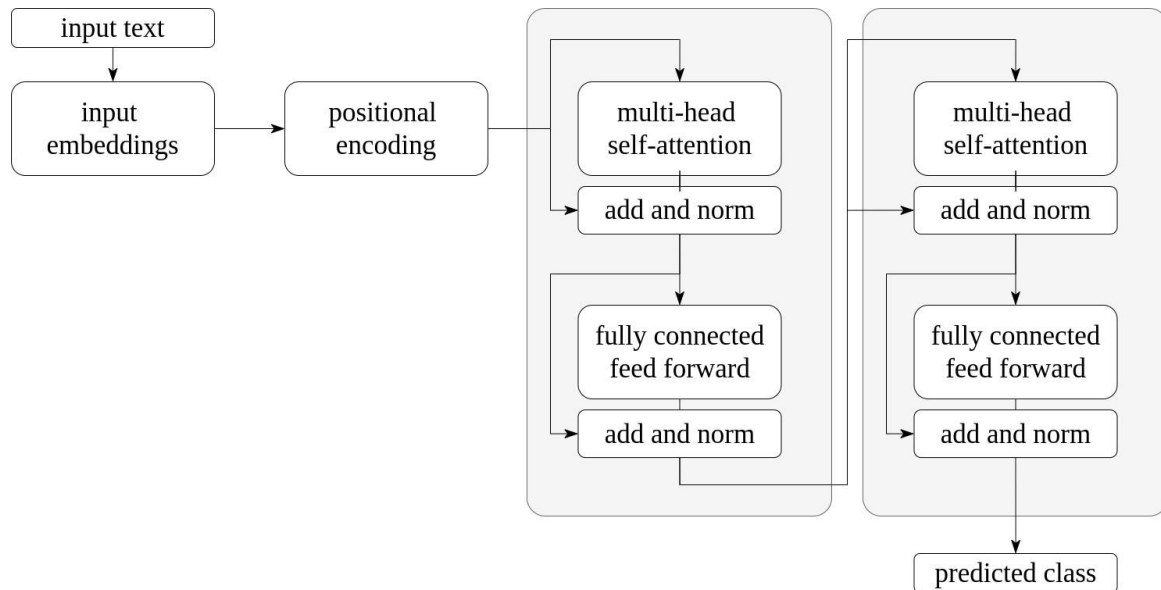 input text
input
embeddings
positional
encoding
multi-head
self-attention
add and norm
fully connected
feed forward
add and norm
multi-head
self-attention
add and norm
fully connected
feed forward
add and norm
predicted class